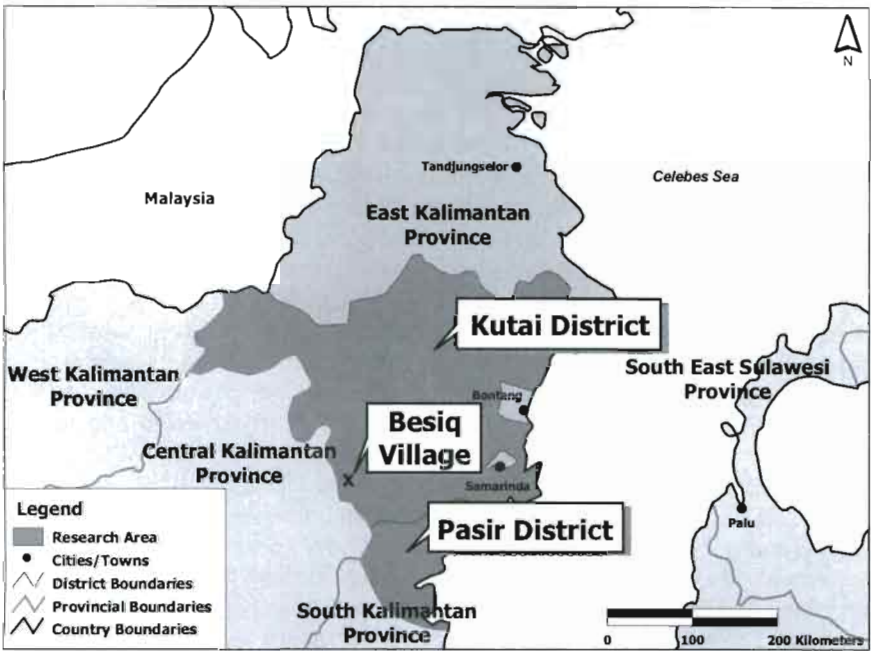 N
Tandjungselor
Celebes Sea
Malaysia
East Kalimantan
Province
Kutai District
West Kalimantan
Province
South East Sulawesi
Province
Bontang
Besiq
Village
Central Kalimantan
Province
X
Samarinda
Palu
Pasir District
Legend
Research Area
Cities/Towns
District Boundaries
Provincial Boundaries
Country Boundaries
South Kalimantan
Province
0 100 200 Kilometers